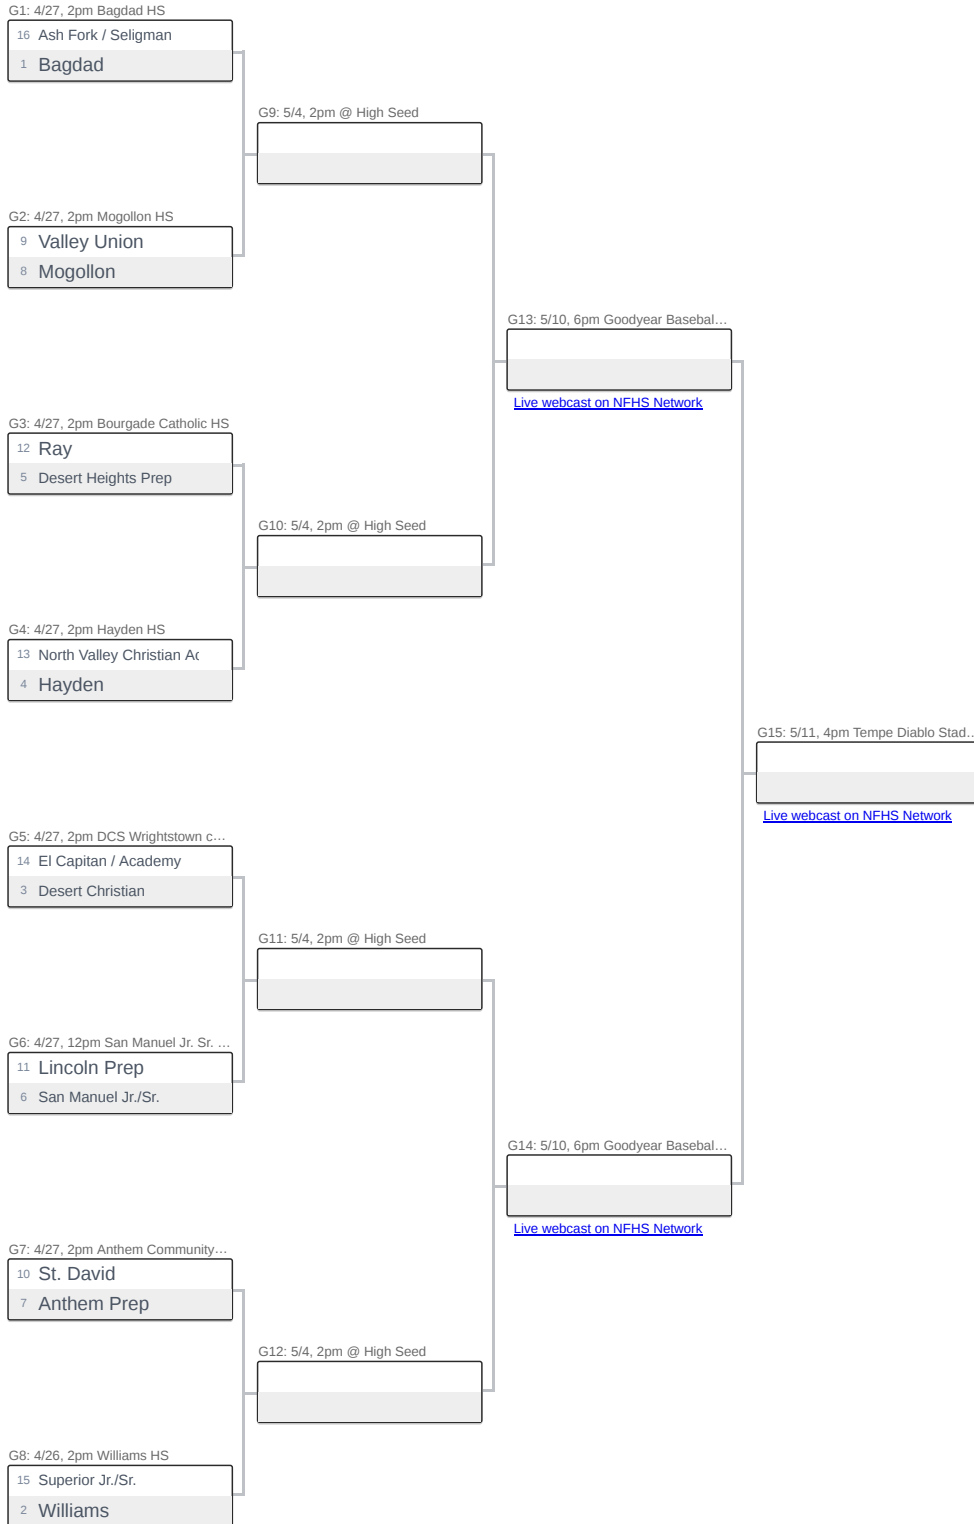 G1: 4/27, 2pm Bagdad HS
16 Ash Fork / Seligman
1 Bagdad
G9: 5/4, 2pm @ High Seed
G2: 4/27, 2pm Mogollon HS
9 Valley Union
8 Mogollon
G13: 5/10, 6pm Goodyear Basebal…
Live webcast on NFHS Network
G3: 4/27, 2pm Bourgade Catholic HS
12 Ray
5 Desert Heights Prep
G10: 5/4, 2pm @ High Seed
G4: 4/27, 2pm Hayden HS
13 North Valley Christian Ac
4 Hayden
G15: 5/11, 4pm Tempe Diablo Stad…
Live webcast on NFHS Network
G5: 4/27, 2pm DCS Wrightstown c…
14 El Capitan / Academy
3 Desert Christian
G11: 5/4, 2pm @ High Seed
G6: 4/27, 12pm San Manuel Jr. Sr. …
11 Lincoln Prep
6 San Manuel Jr./Sr.
G14: 5/10, 6pm Goodyear Basebal…
Live webcast on NFHS Network
G7: 4/27, 2pm Anthem Community…
10 St. David
7 Anthem Prep
G12: 5/4, 2pm @ High Seed
G8: 4/26, 2pm Williams HS
15 Superior Jr./Sr.
2 Williams